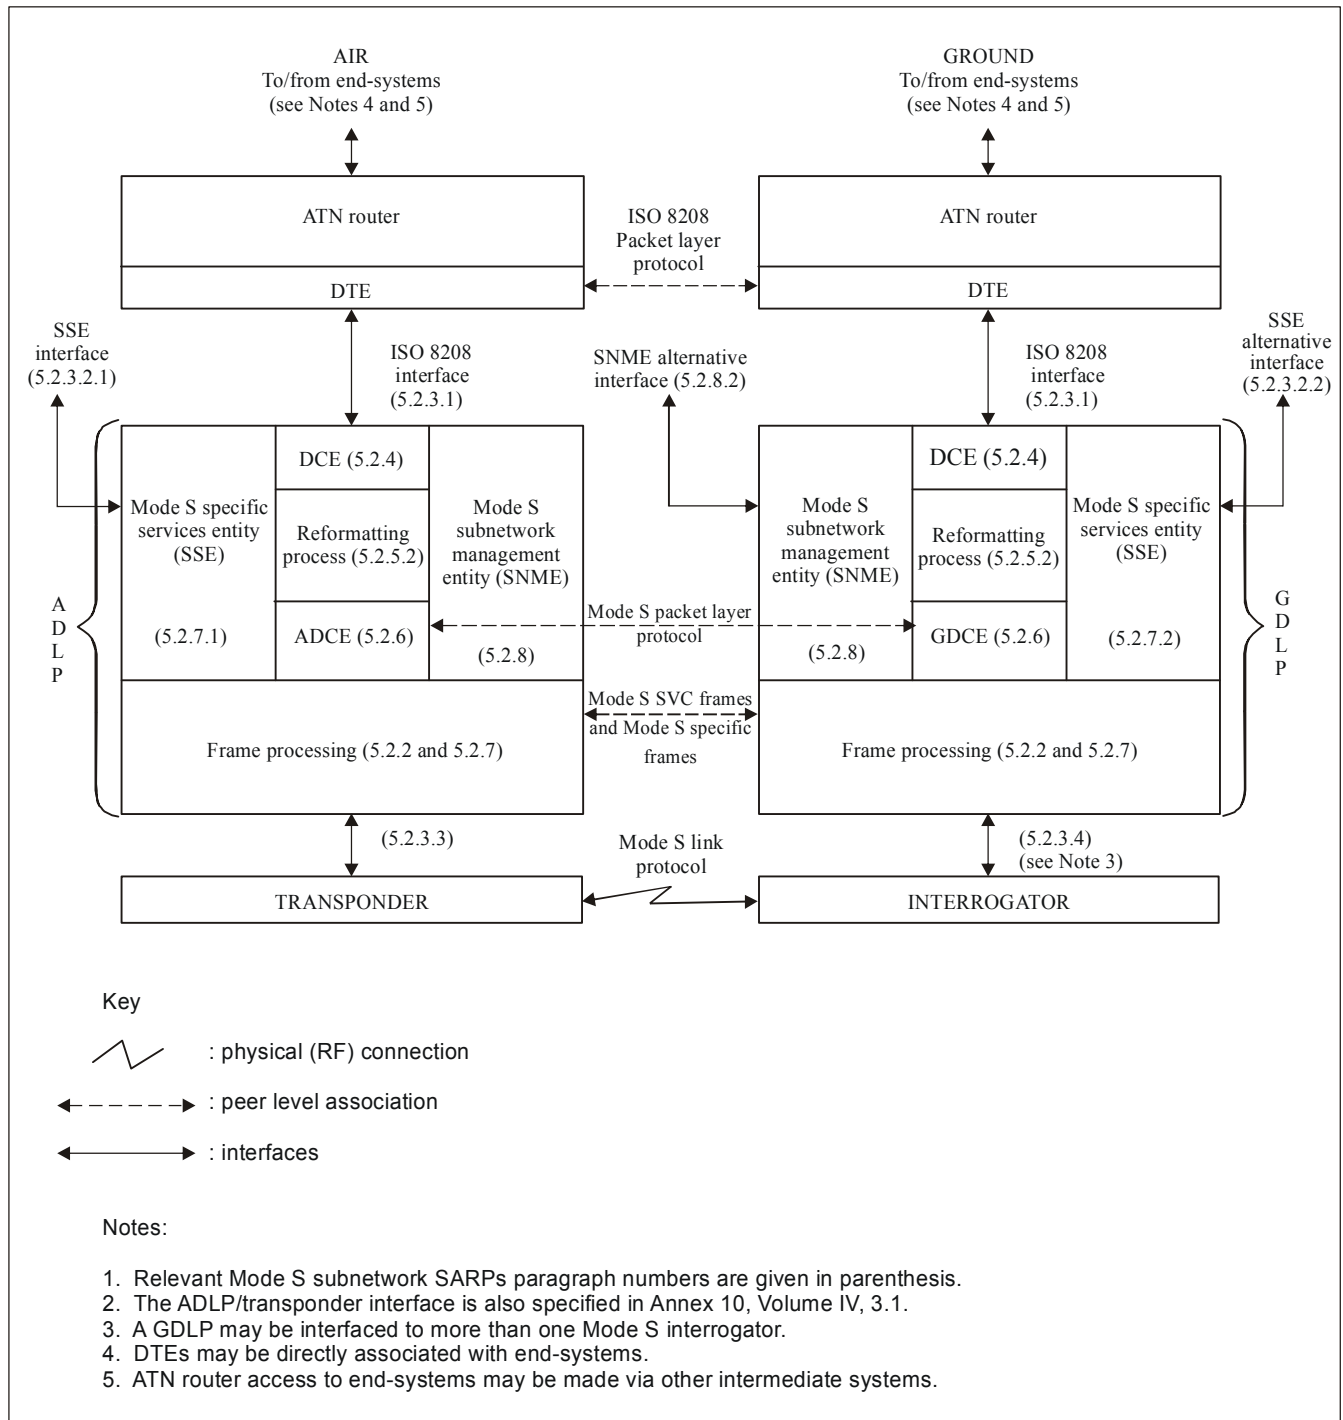 AIR
To/from end-systems
(see Notes 4 and 5)
GROUND
To/from end-systems
(see Notes 4 and 5)
ATN router
DTE
ISO 8208
Packet layer
protocol
ATN router
DTE
SSE
interface
(5.2.3.2.1)
ISO 8208
interface
(5.2.3.1)
SNME alternative
interface (5.2.8.2)
ISO 8208
interface
(5.2.3.1)
SSE
alternative
interface
(5.2.3.2.2)
A
D
L
P
Mode S specific
services entity
(SSE)
(5.2.7.1)
DCE (5.2.4)
Reformatting
process (5.2.5.2)
ADCE (5.2.6)
Mode S
subnetwork
management
entity (SNME)
(5.2.8)
Mode S packet layer
protocol
Mode S
subnetwork
management
entity (SNME)
(5.2.8)
DCE (5.2.4)
Reformatting
process (5.2.5.2)
GDCE (5.2.6)
Mode S specific
services entity
(SSE)
(5.2.7.2)
G
D
L
P
Frame processing (5.2.2 and 5.2.7)
Mode S SVC frames
and Mode S specific
frames
Frame processing (5.2.2 and 5.2.7)
(5.2.3.3)
Mode S link
protocol
(5.2.3.4)
(see Note 3)
TRANSPONDER
INTERROGATOR
Key
: physical (RF) connection
: peer level association
: interfaces
Notes:
1. Relevant Mode S subnetwork SARPs paragraph numbers are given in parenthesis.
2. The ADLP/transponder interface is also specified in Annex 10, Volume IV, 3.1.
3. A GDLP may be interfaced to more than one Mode S interrogator.
4. DTEs may be directly associated with end-systems.
5. ATN router access to end-systems may be made via other intermediate systems.